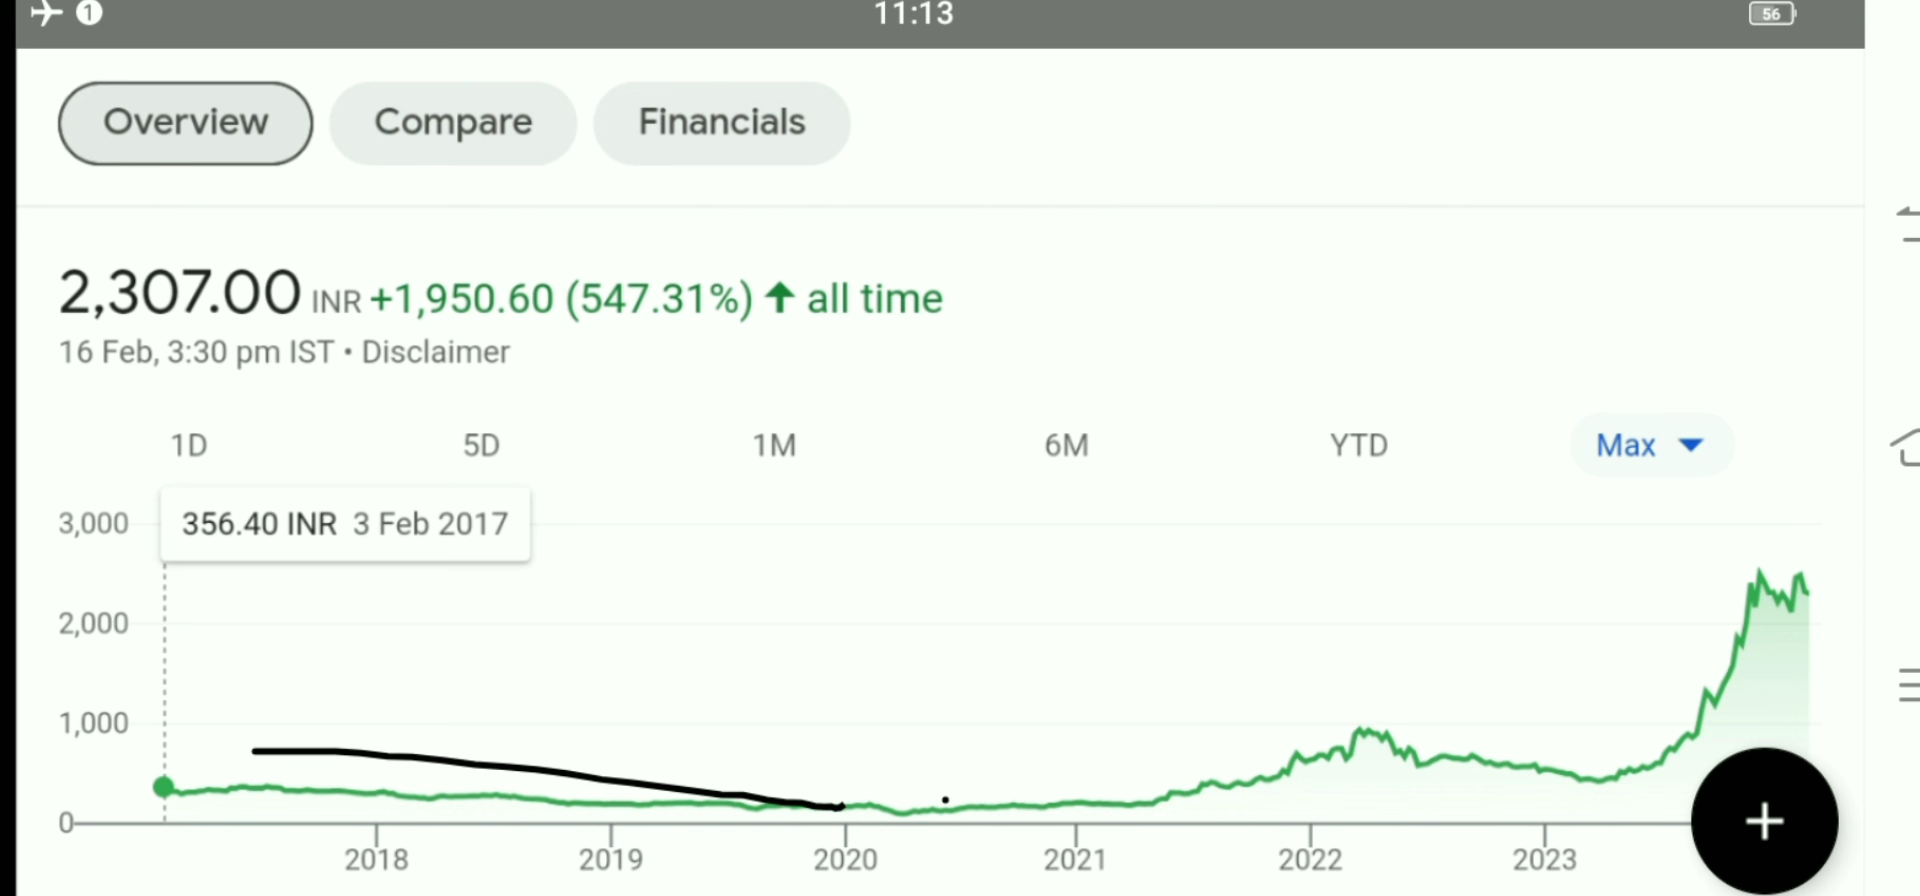 1 11:13 56
Overview Compare Financials
2,307.00 INR +1,950.60 (547.31%) ↑ all time
16 Feb, 3:30 pm IST • Disclaimer
1D 5D 1M 6M YTD Max
356.40 INR 3 Feb 2017
3,000
2,000
1,000
0
2018 2019 2020 2021 2022 2023
+